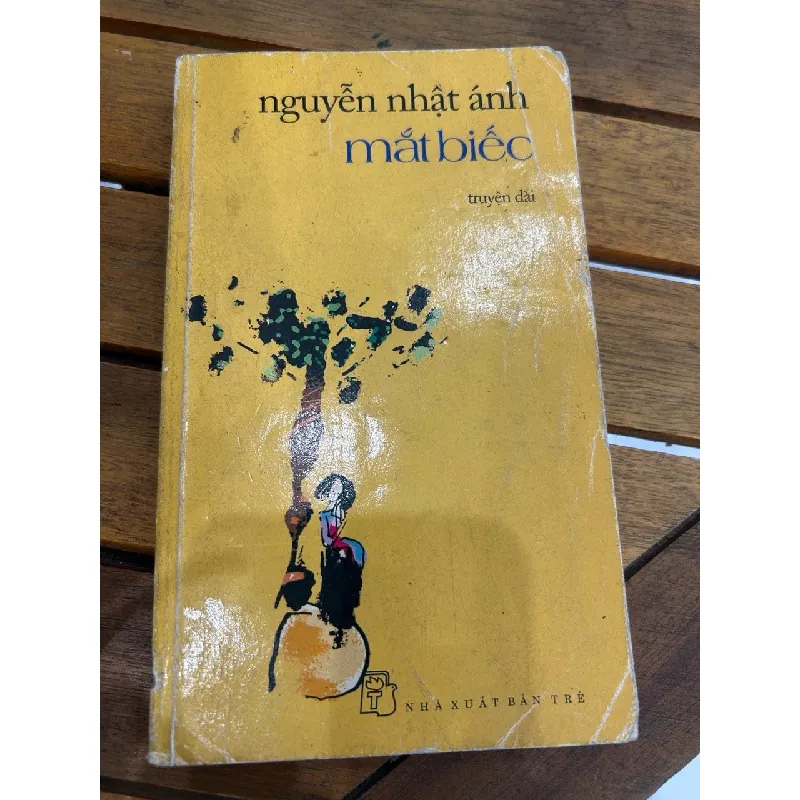 nguyễn nhật ánh
mắt biếc
truyện dài
T
NHÀ XUẤT BẢN TRẺ